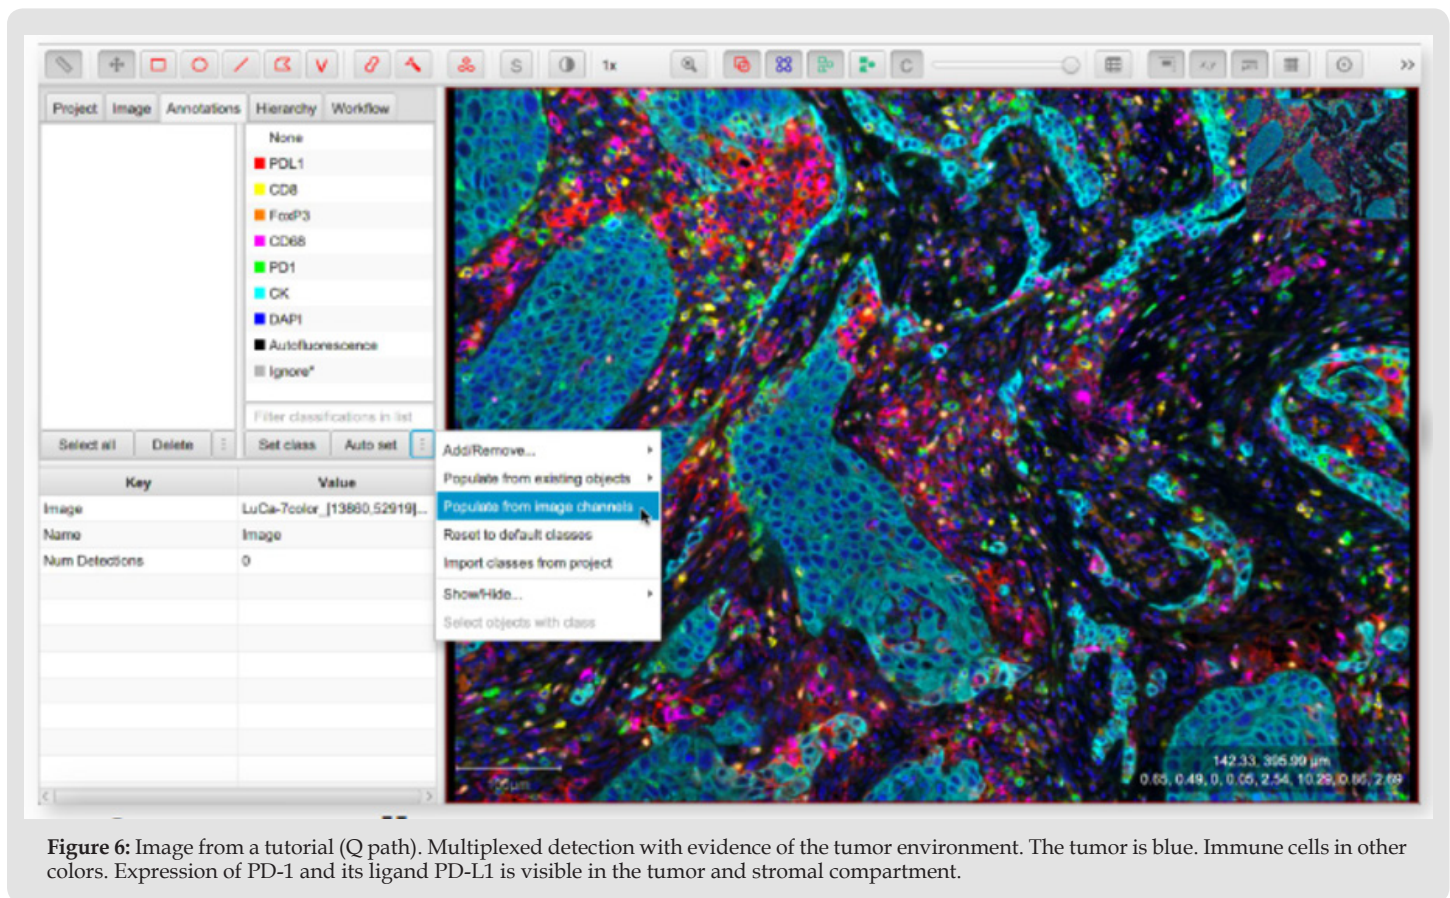 S
1x
C
>>
Project Image Annotations Hierarchy Workflow
None
PDL1
CD8
FoxP3
CD68
PD1
CK
DAPI
Autofluorescence
Ignore*
Filter classifications in list
Select all Delete Set class Auto set
Add/Remove...
Populate from existing objects
Populate from image channels
Reset to default classes
Import classes from project
Show/Hide...
Select objects with class
Key Value
Image LuCa-7color_[13860,52919]...
Name Image
Num Detections 0
100µm
142.33, 395.90 µm
0.65, 0.49, 0, 0.05, 2.54, 10.29, 0.86, 2.69
Figure 6: Image from a tutorial (Q path). Multiplexed detection with evidence of the tumor environment. The tumor is blue. Immune cells in other
colors. Expression of PD-1 and its ligand PD-L1 is visible in the tumor and stromal compartment.